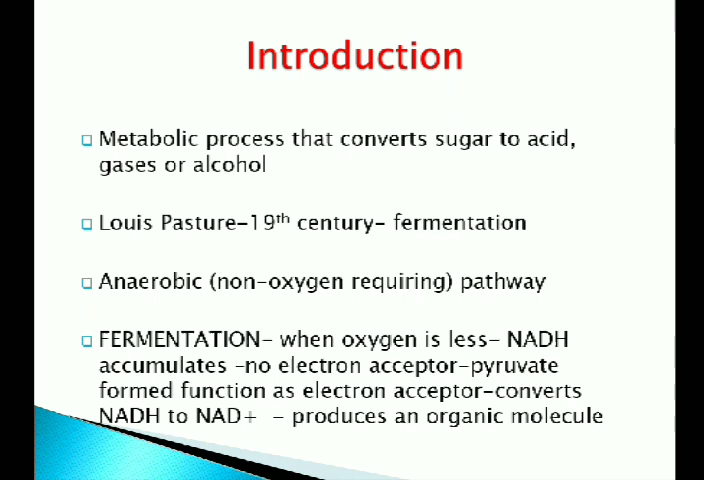 Introduction
Metabolic process that converts sugar to acid,
gases or alcohol
Louis Pasture-19th century- fermentation
Anaerobic (non-oxygen requiring) pathway
FERMENTATION- when oxygen is less- NADH
accumulates -no electron acceptor-pyruvate
formed function as electron acceptor-converts
NADH to NAD+ - produces an organic molecule